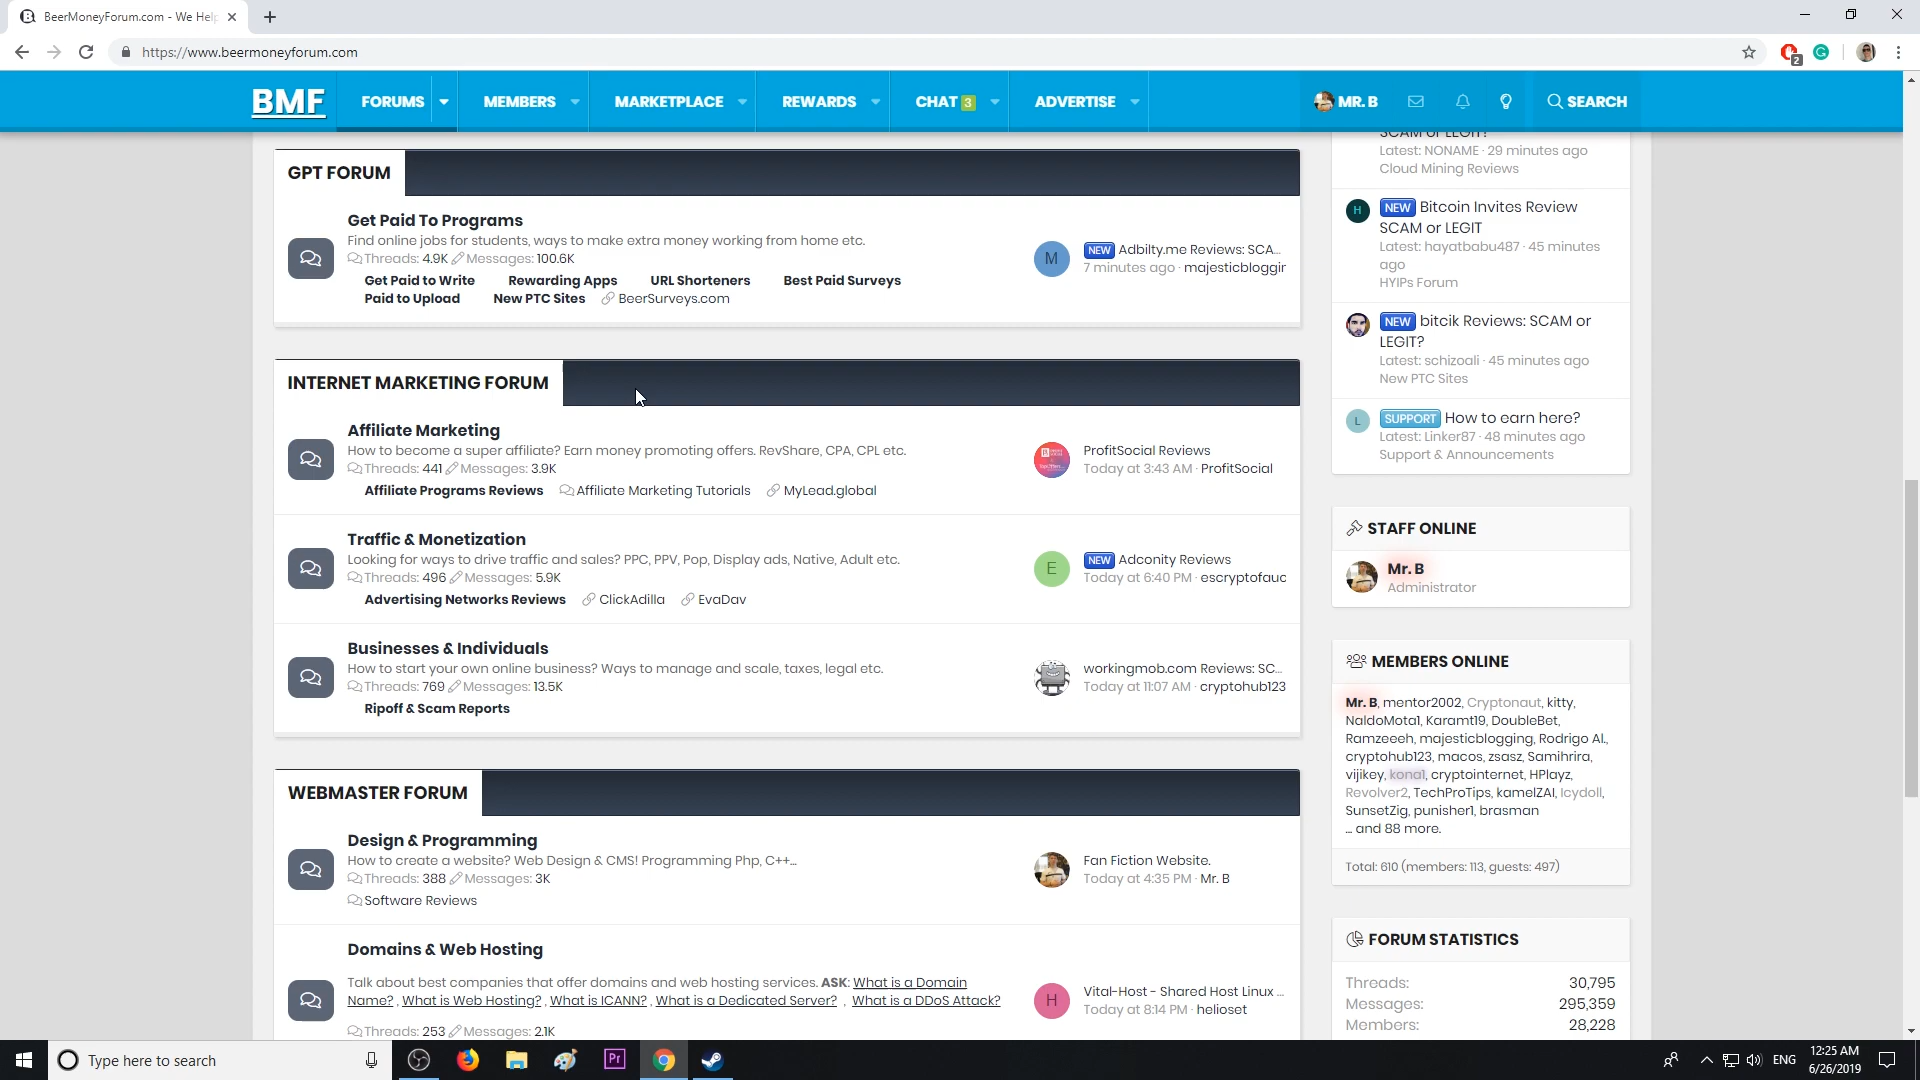 BeerMoneyForum.com - We Help
https://www.beermoneyforum.com
2
BMF
FORUMS
MEMBERS
MARKETPLACE
REWARDS
CHAT 3
ADVERTISE
MR. B
SEARCH
GPT FORUM
Get Paid To Programs
Find online jobs for students, ways to make extra money working from home etc.
Threads: 4.9K Messages: 100.6K
Get Paid to Write Rewarding Apps URL Shorteners Best Paid Surveys
Paid to Upload New PTC Sites BeerSurveys.com
M
NEW Adbilty.me Reviews: SCA...
7 minutes ago · majesticbloggin
INTERNET MARKETING FORUM
Affiliate Marketing
How to become a super affiliate? Earn money promoting offers. RevShare, CPA, CPL etc.
Threads: 441 Messages: 3.9K
Affiliate Programs Reviews Affiliate Marketing Tutorials MyLead.global
ProfitSocial Reviews
Today at 3:43 AM · ProfitSocial
Traffic & Monetization
Looking for ways to drive traffic and sales? PPC, PPV, Pop, Display ads, Native, Adult etc.
Threads: 496 Messages: 5.9K
Advertising Networks Reviews ClickAdilla EvaDav
E
NEW Adconity Reviews
Today at 6:40 PM · escryptofauc
Businesses & Individuals
How to start your own online business? Ways to manage and scale, taxes, legal etc.
Threads: 769 Messages: 13.5K
Ripoff & Scam Reports
workingmob.com Reviews: SC...
Today at 11:07 AM · cryptohub123
WEBMASTER FORUM
Design & Programming
How to create a website? Web Design & CMS! Programming Php, C++...
Threads: 388 Messages: 3K
Software Reviews
Fan Fiction Website.
Today at 4:35 PM · Mr. B
Domains & Web Hosting
Talk about best companies that offer domains and web hosting services. ASK: What is a Domain
Name? , What is Web Hosting? , What is ICANN? , What is a Dedicated Server? , What is a DDoS Attack?
Threads: 253 Messages: 2.1K
H
Vital-Host - Shared Host Linux ...
Today at 8:14 PM · helioset
SCAM or LEGIT?
Latest: NONAME · 29 minutes ago
Cloud Mining Reviews
H
NEW Bitcoin Invites Review
SCAM or LEGIT
Latest: hayatbabu487 · 45 minutes
ago
HYIPs Forum
NEW bitcik Reviews: SCAM or
LEGIT?
Latest: schizoali · 45 minutes ago
New PTC Sites
L
SUPPORT How to earn here?
Latest: Linker87 · 48 minutes ago
Support & Announcements
STAFF ONLINE
Mr. B
Administrator
MEMBERS ONLINE
Mr. B, mentor2002, Cryptonaut, kitty,
NaldoMota1, Karamt19, DoubleBet,
Ramzeeeh, majesticblogging, Rodrigo Al.,
cryptohub123, macos, zsasz, Samihrira,
vijikey, kona1, cryptointernet, HPlayz,
Revolver2, TechProTips, kamelZAI, Icydoll,
SunsetZig, punisher1, brasman
... and 88 more.
Total: 610 (members: 113, guests: 497)
FORUM STATISTICS
Threads: 30,795
Messages: 295,359
Members: 28,228
Type here to search
Pr
ENG
12:25 AM
6/26/2019